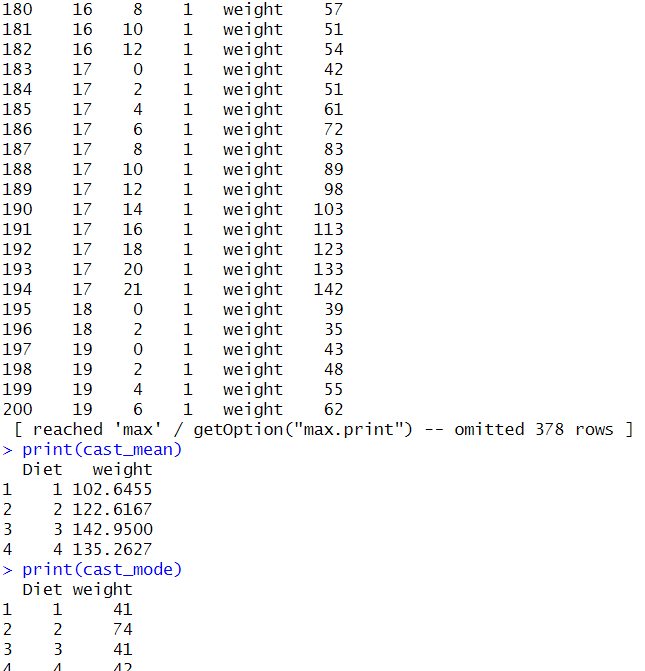 180 16 8 1 weight 57
181 16 10 1 weight 51
182 16 12 1 weight 54
183 17 0 1 weight 42
184 17 2 1 weight 51
185 17 4 1 weight 61
186 17 6 1 weight 72
187 17 8 1 weight 83
188 17 10 1 weight 89
189 17 12 1 weight 98
190 17 14 1 weight 103
191 17 16 1 weight 113
192 17 18 1 weight 123
193 17 20 1 weight 133
194 17 21 1 weight 142
195 18 0 1 weight 39
196 18 2 1 weight 35
197 19 0 1 weight 43
198 19 2 1 weight 48
199 19 4 1 weight 55
200 19 6 1 weight 62
[ reached 'max' / getOption("max.print") -- omitted 378 rows ]
> print(cast_mean)
Diet weight
1 1 102.6455
2 2 122.6167
3 3 142.9500
4 4 135.2627
> print(cast_mode)
Diet weight
1 1 41
2 2 74
3 3 41
4 4 42